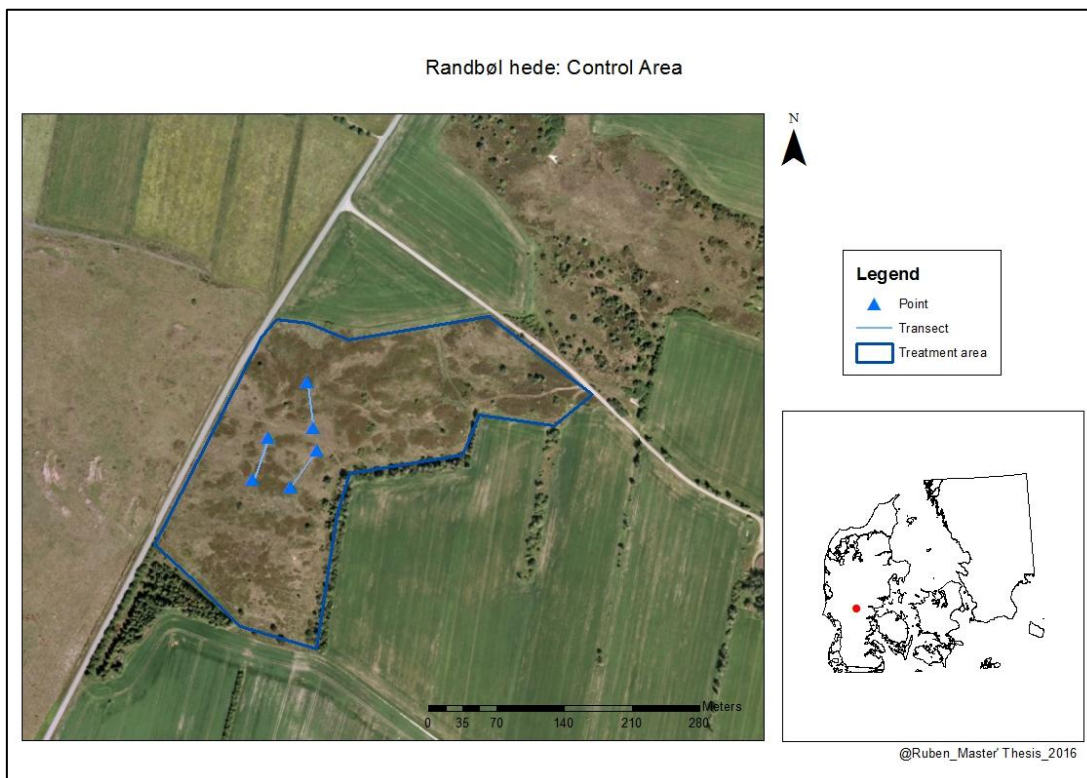 Randbøl hede: Control Area
N
Legend
Point
Transect
Treatment area
Meters
0 35 70 140 210 280
@Ruben_Master' Thesis_2016